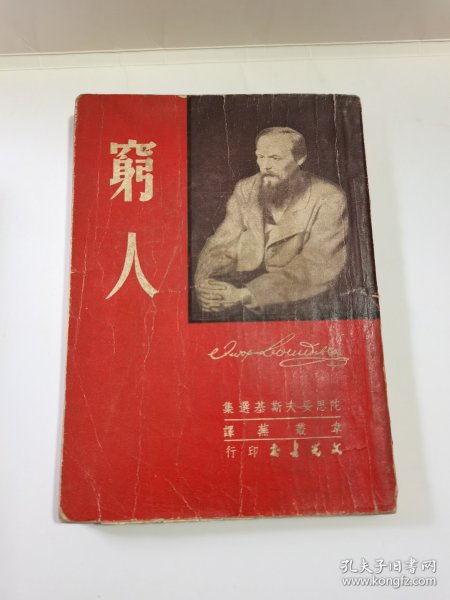 窮人
陀思妥夫斯基選集
韋叢蕪譯
文光書店印行
孔夫子旧书网
www.kongfz.com